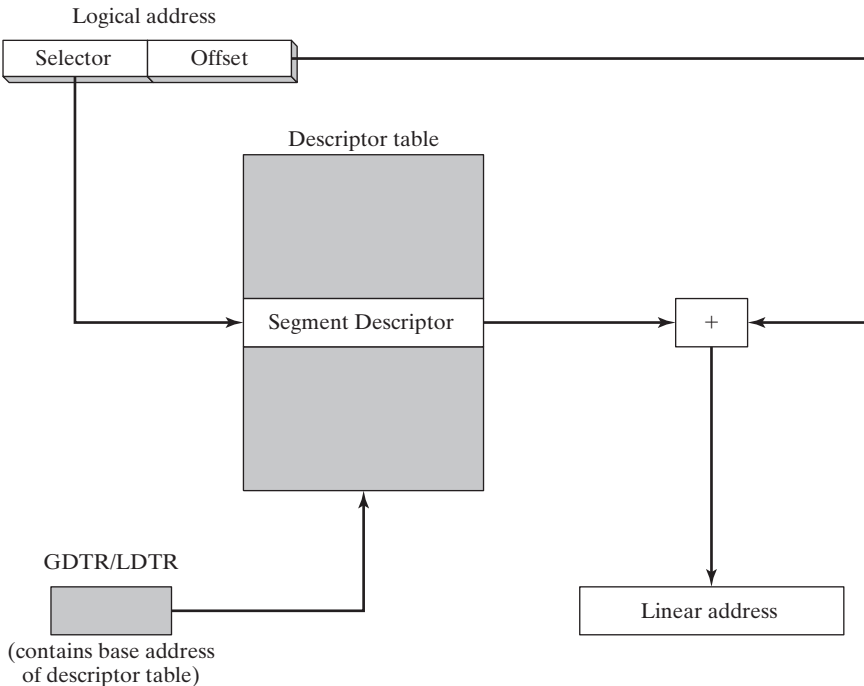 Logical address
Selector
Offset
Descriptor table
Segment Descriptor
+
GDTR/LDTR
(contains base address
of descriptor table)
Linear address